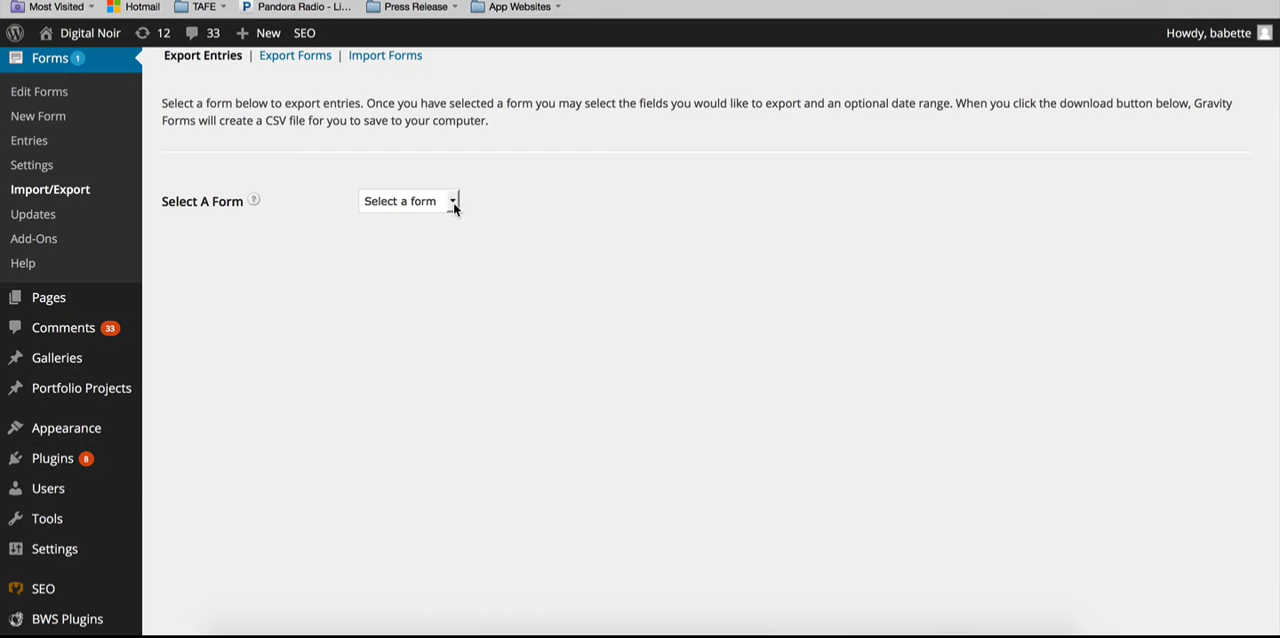 Most Visited Hotmail TAFE Pandora Radio - Li... Press Release App Websites
Digital Noir 12 33 New SEO Howdy, babette
Forms 1
Edit Forms
New Form
Entries
Settings
Import/Export
Updates
Add-Ons
Help
Pages
Comments 33
Galleries
Portfolio Projects
Appearance
Plugins 8
Users
Tools
Settings
SEO
BWS Plugins
Export Entries | Export Forms | Import Forms
Select a form below to export entries. Once you have selected a form you may select the fields you would like to export and an optional date range. When you click the download button below, Gravity
Forms will create a CSV file for you to save to your computer.
Select A Form ? Select a form